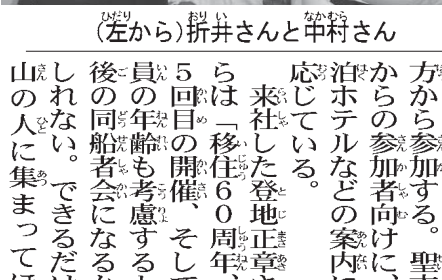 （左から）折井さんと中村さん
方から参加する。聖
からの参加者向けに、
泊ホテルなどの案内に
応じている。
来社した登地正章さ
らは「移住60周年、
5回目の開催、そして
員の年齢も考慮すると
後の同船者会になるか
しれない。できるだけ
山の人に集まってほ